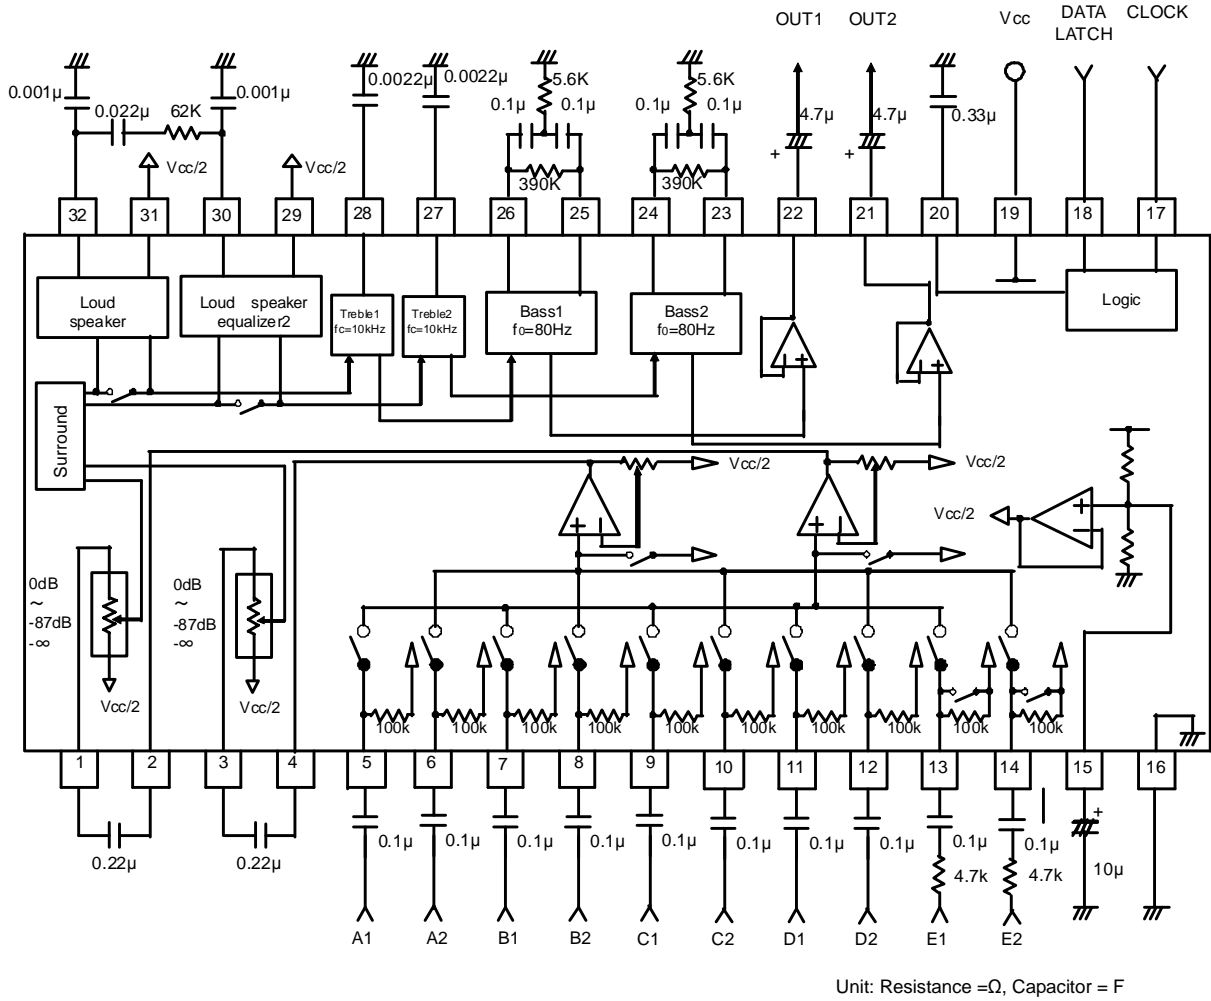 OUT1 OUT2 Vcc DATA LATCH CLOCK
0.001μ
0.022μ
62K
0.001μ
0.0022μ
0.0022μ
5.6K
0.1μ 0.1μ
390K
5.6K
0.1μ 0.1μ
390K
4.7μ
+
4.7μ
+
0.33μ
Vcc/2
Vcc/2
32 31 30 29 28 27 26 25 24 23 22 21 20 19 18 17
Loud
speaker
Loud speaker
equalizer2
Treble1
fc=10kHz
Treble2
fc=10kHz
Bass1
f0=80Hz
Bass2
f0=80Hz
Logic
Surround
Vcc/2
Vcc/2
Vcc/2
0dB
~
-87dB
-∞
Vcc/2
0dB
~
-87dB
-∞
Vcc/2
100k 100k 100k 100k 100k 100k 100k 100k 100k 100k
1 2 3 4 5 6 7 8 9 10 11 12 13 14 15 16
0.22μ
0.22μ
0.1μ 0.1μ 0.1μ 0.1μ 0.1μ 0.1μ 0.1μ 0.1μ 0.1μ 0.1μ
4.7k 4.7k
+
10μ
A1 A2 B1 B2 C1 C2 D1 D2 E1 E2
Unit: Resistance =Ω, Capacitor = F